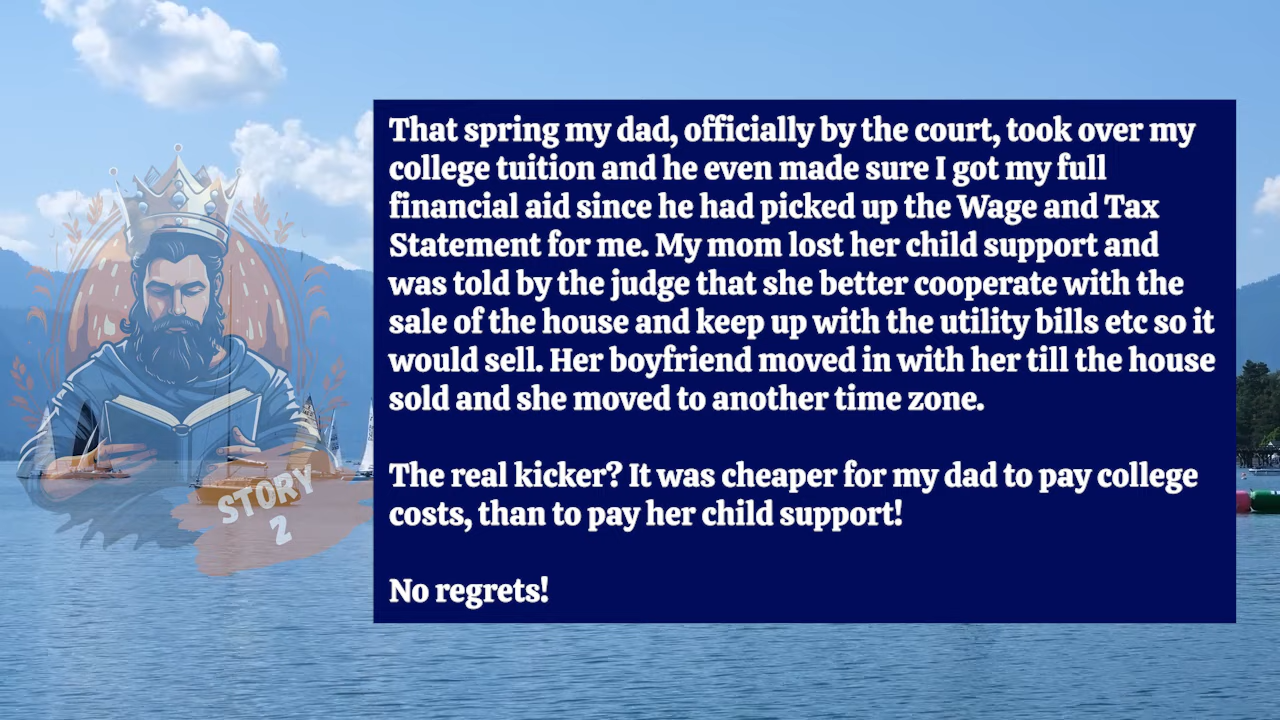 That spring my dad, officially by the court, took over my
college tuition and he even made sure I got my full
financial aid since he had picked up the Wage and Tax
Statement for me. My mom lost her child support and
was told by the judge that she better cooperate with the
sale of the house and keep up with the utility bills etc so it
would sell. Her boyfriend moved in with her till the house
sold and she moved to another time zone.
The real kicker? It was cheaper for my dad to pay college
costs, than to pay her child support!
No regrets!
STORY
2